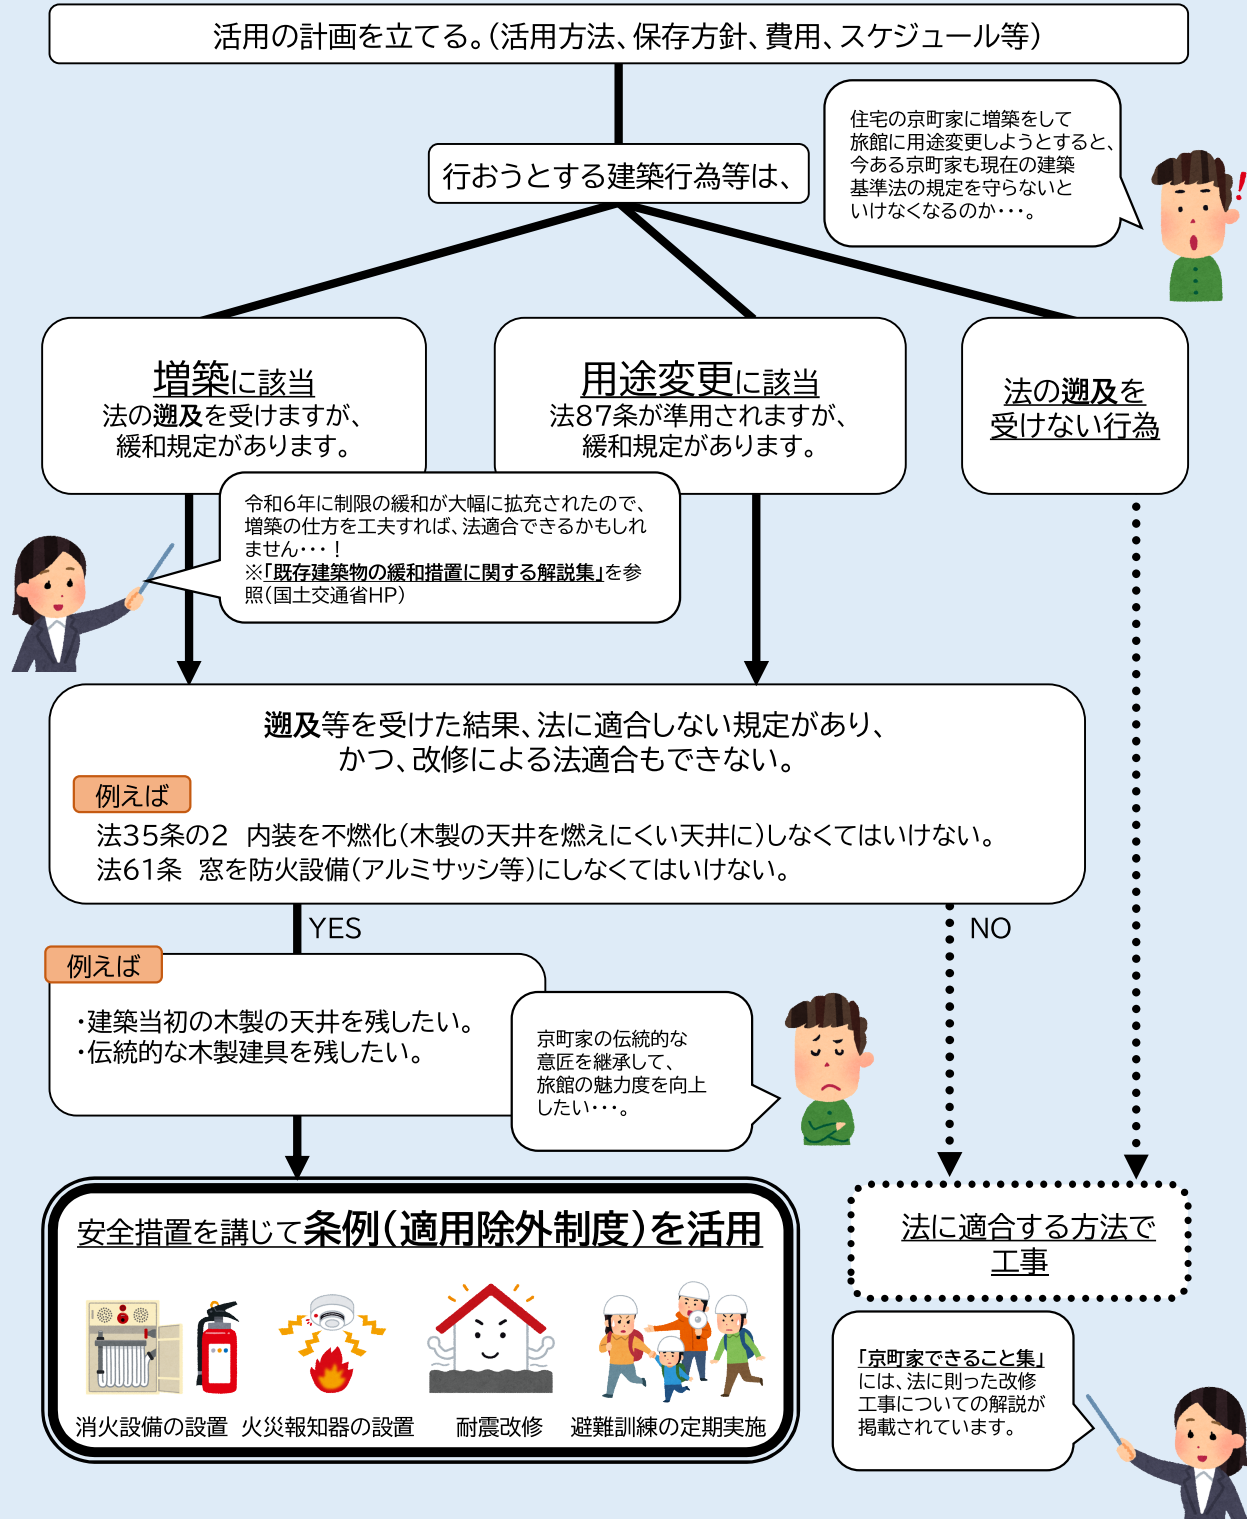 活用の計画を立てる。（活用方法、保存方針、費用、スケジュール等）
行おうとする建築行為等は、
住宅の京町家に増築をして
旅館に用途変更しようとすると、
今ある京町家も現在の建築
基準法の規定を守らないと
いけなくなるのか・・・。
!
増築に該当
法の遡及を受けますが、
緩和規定があります。
用途変更に該当
法87条が準用されますが、
緩和規定があります。
法の遡及を
受けない行為
令和6年に制限の緩和が大幅に拡充されたので、
増築の仕方を工夫すれば、法適合できるかもしれ
ません・・・！
※「既存建築物の緩和措置に関する解説集」を参
照（国土交通省HP）
遡及等を受けた結果、法に適合しない規定があり、
かつ、改修による法適合もできない。
例えば
法35条の2　内装を不燃化（木製の天井を燃えにくい天井に）しなくてはいけない。
法61条　窓を防火設備（アルミサッシ等）にしなくてはいけない。
YES
NO
例えば
・建築当初の木製の天井を残したい。
・伝統的な木製建具を残したい。
京町家の伝統的な
意匠を継承して、
旅館の魅力度を向上
したい・・・。
安全措置を講じて条例（適用除外制度）を活用
消火設備の設置
火災報知器の設置
耐震改修
避難訓練の定期実施
法に適合する方法で
工事
「京町家できること集」
には、法に則った改修
工事についての解説が
掲載されています。